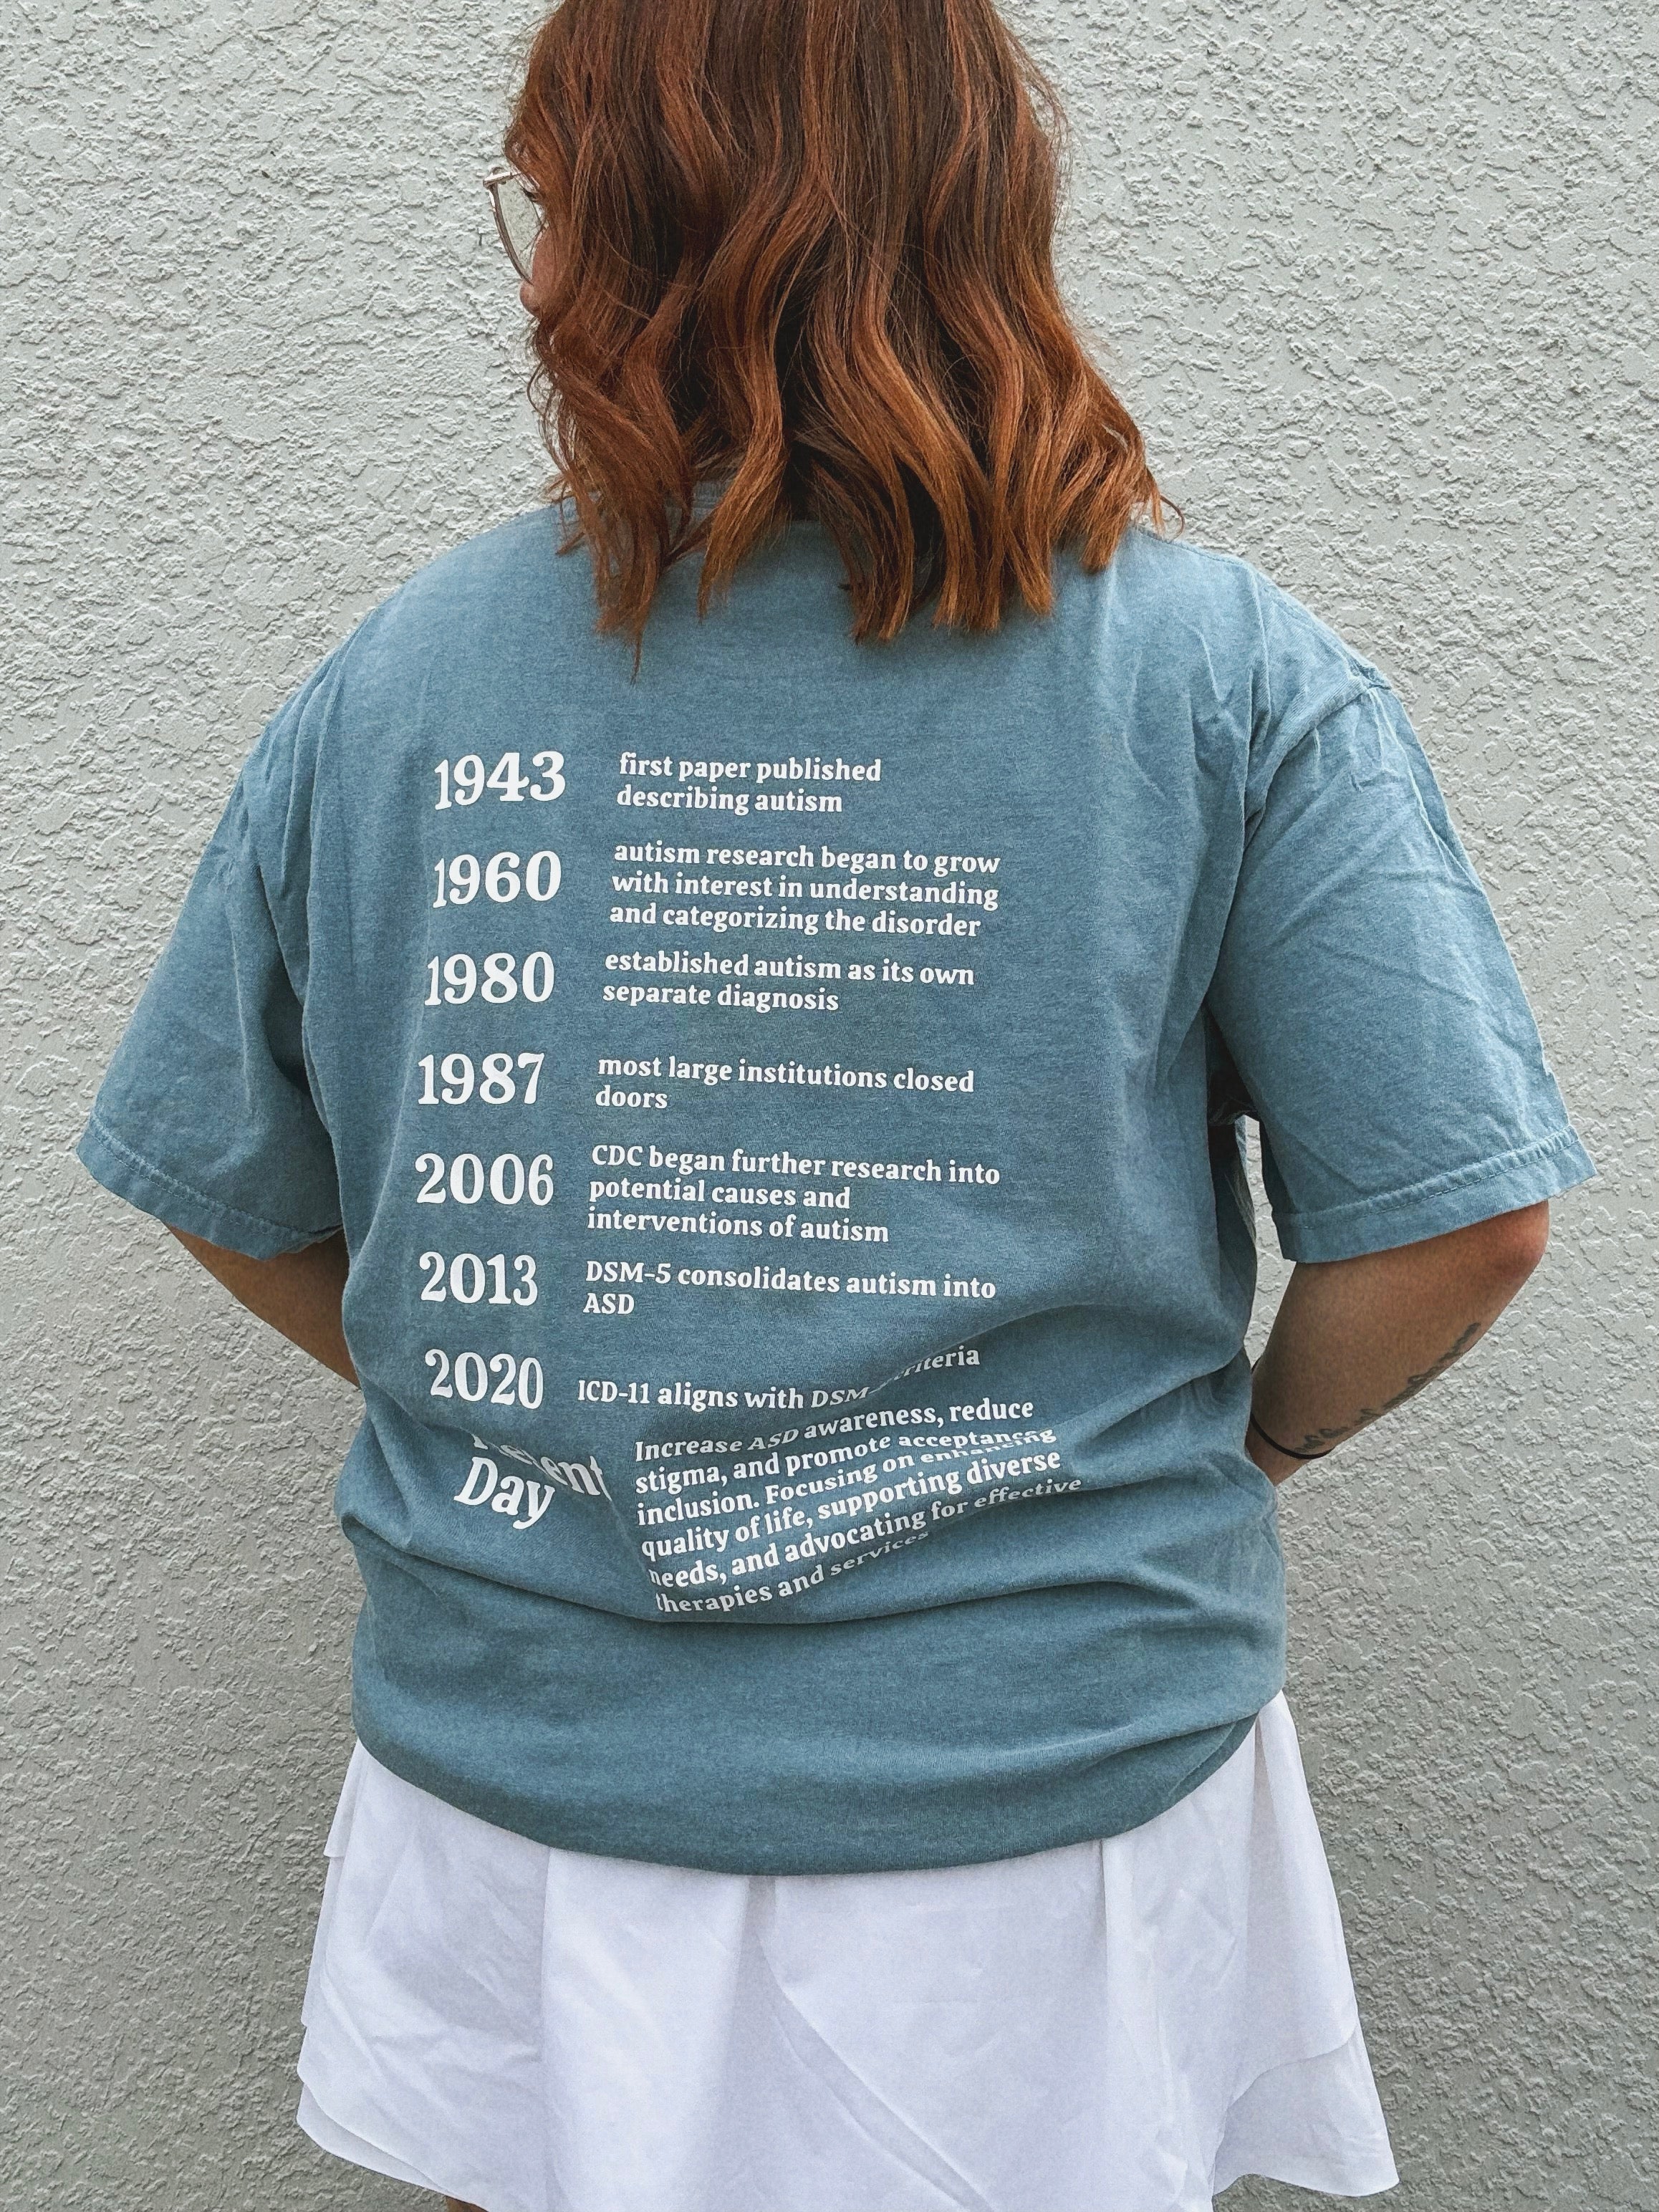 1943
first paper published
describing autism
1960
autism research began to grow
with interest in understanding
and categorizing the disorder
1980
established autism as its own
separate diagnosis
1987
most large institutions closed
doors
2006
CDC began further research into
potential causes and
interventions of autism
2013
DSM-5 consolidates autism into
ASD
2020
ICD-11 aligns with DSM
Day
Increase ASD awareness, reduce
stigma, and promote acceptance
inclusion. Focusing on enhancing
quality of life, supporting diverse
needs, and advocating for effective
therapies and services